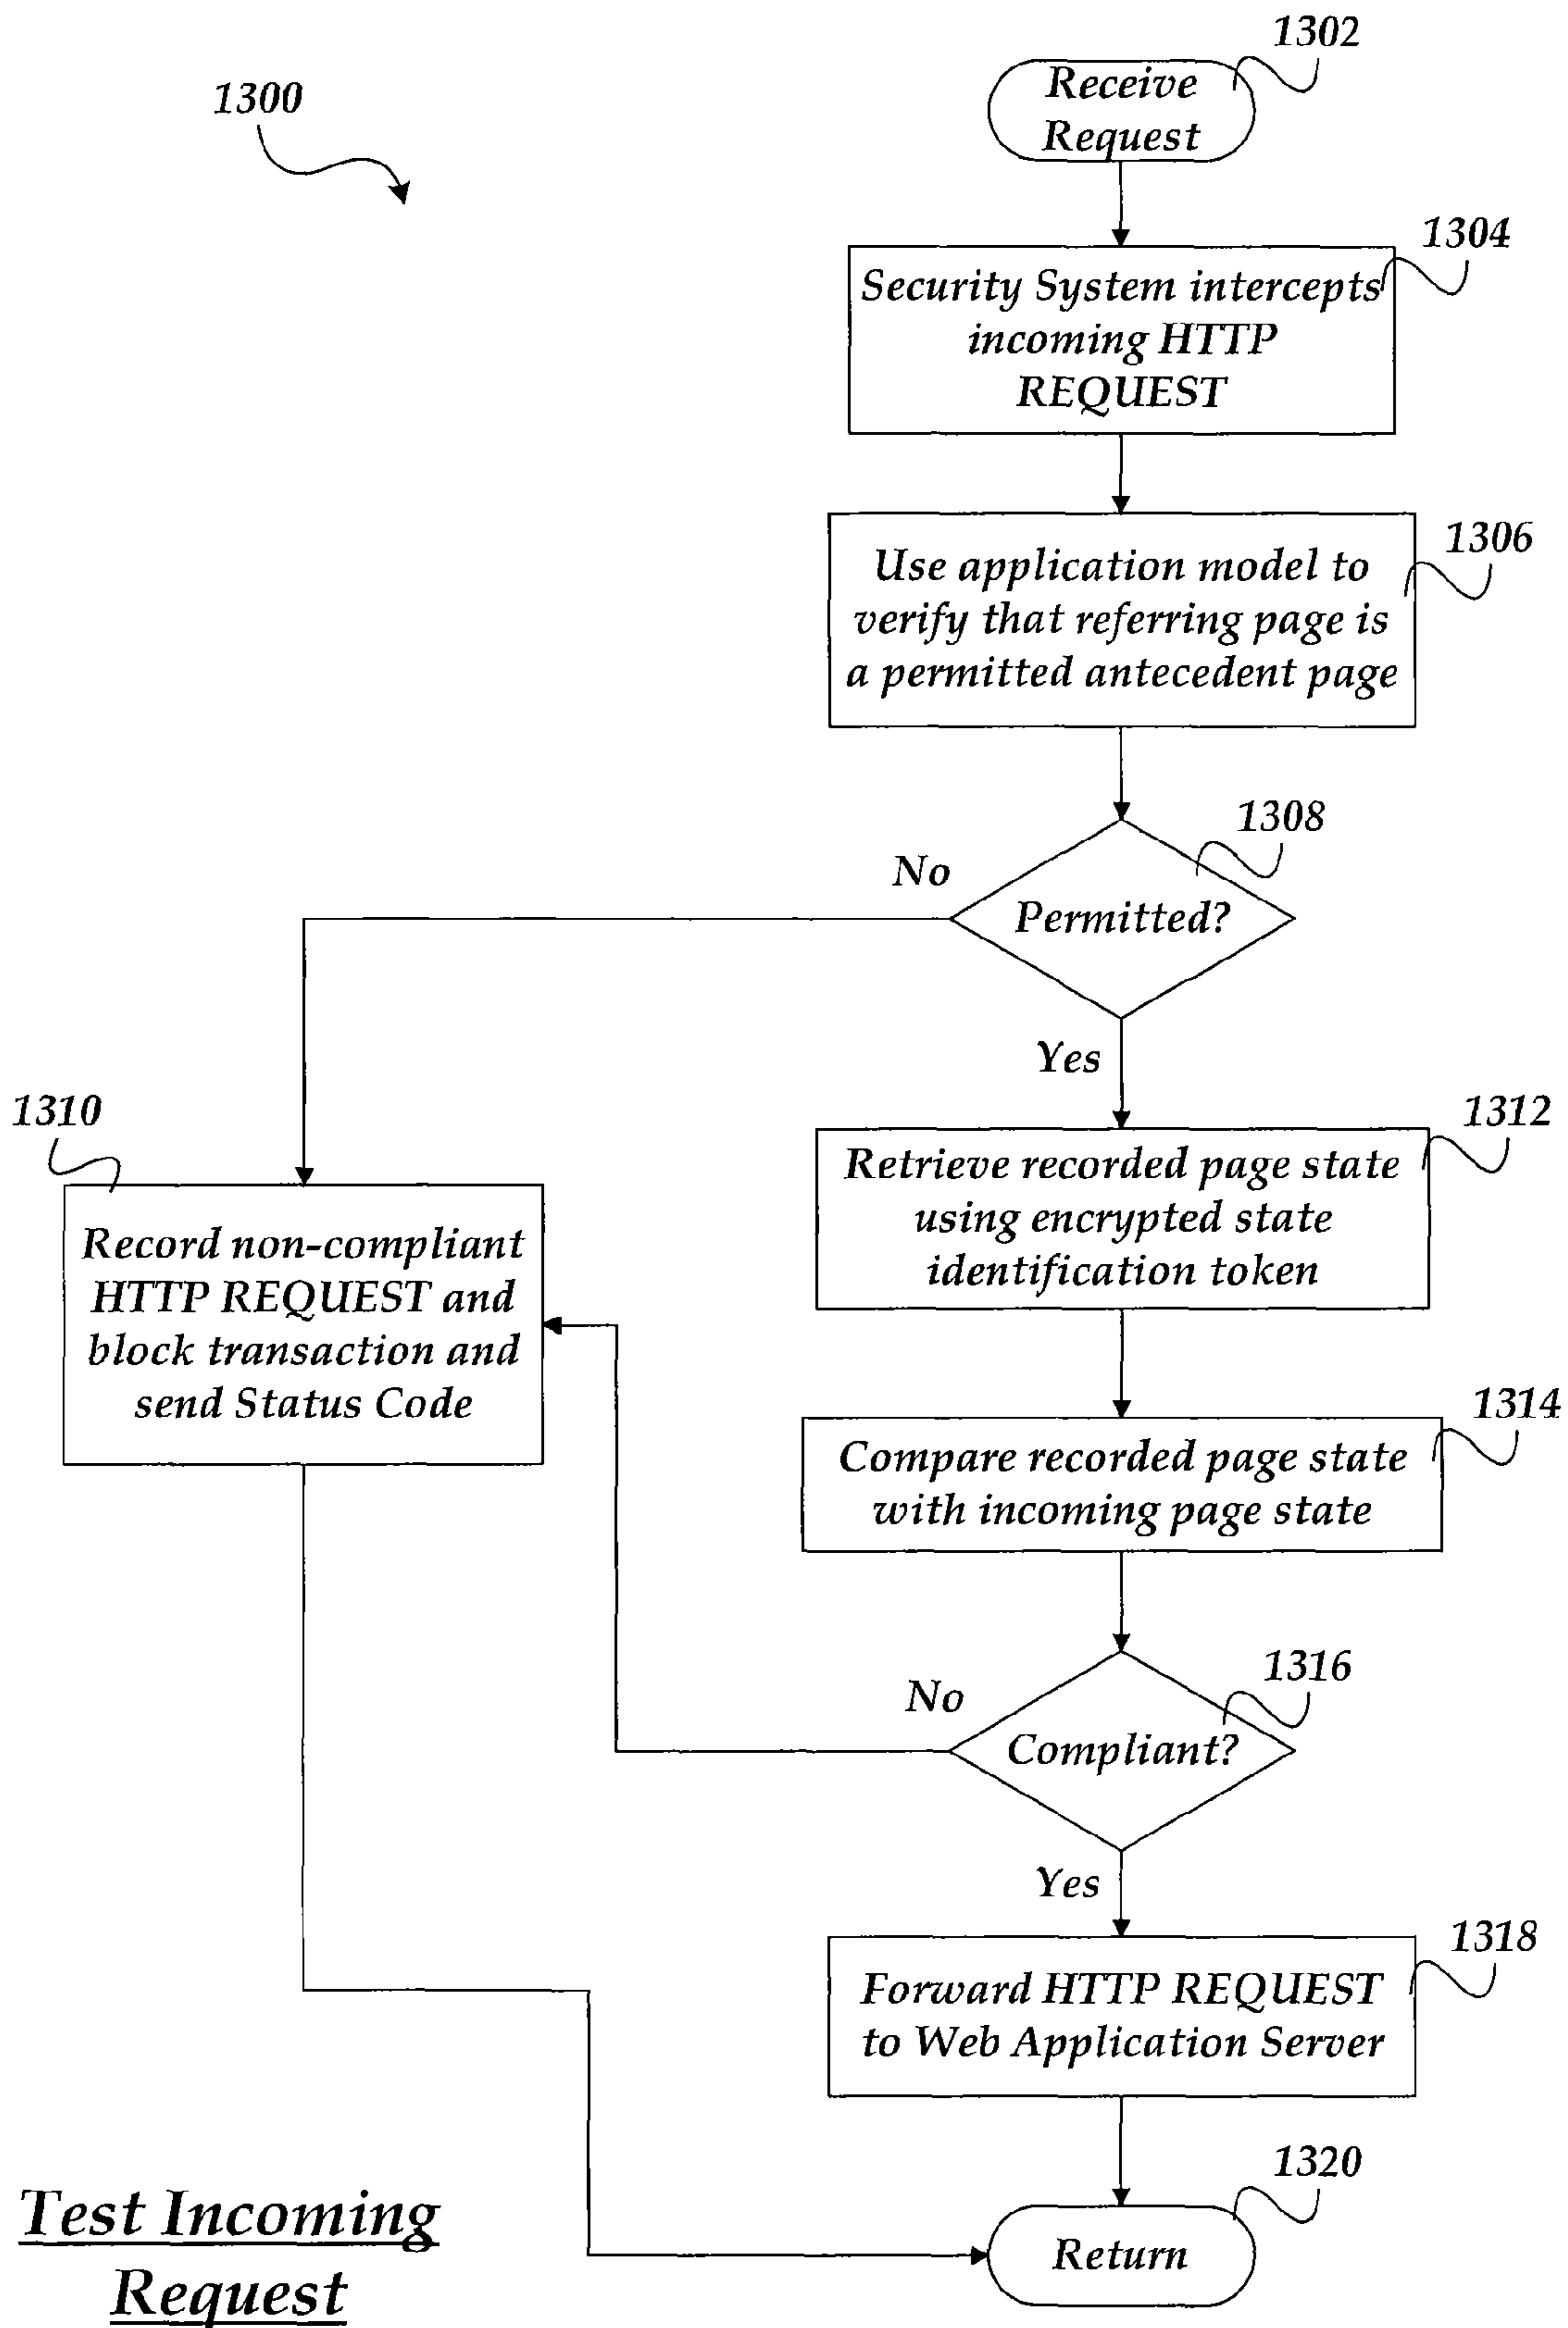 1300
1302
Receive
Request
1304
Security System intercepts
incoming HTTP
REQUEST
1306
Use application model to
verify that referring page is
a permitted antecedent page
1308
No
Permitted?
Yes
1310
Record non-compliant
HTTP REQUEST and
block transaction and
send Status Code
1312
Retrieve recorded page state
using encrypted state
identification token
1314
Compare recorded page state
with incoming page state
1316
No
Compliant?
Yes
1318
Forward HTTP REQUEST
to Web Application Server
1320
Return
Test Incoming
Request